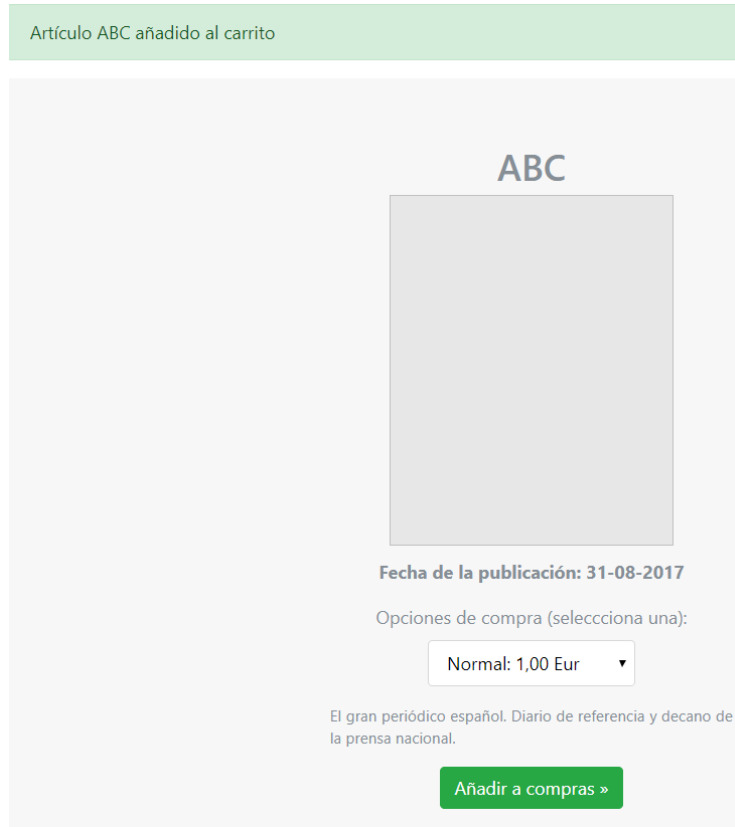 Artículo ABC añadido al carrito
ABC
Fecha de la publicación: 31-08-2017
Opciones de compra (seleccciona una):
Normal: 1,00 Eur
El gran periódico español. Diario de referencia y decano de
la prensa nacional.
Añadir a compras »